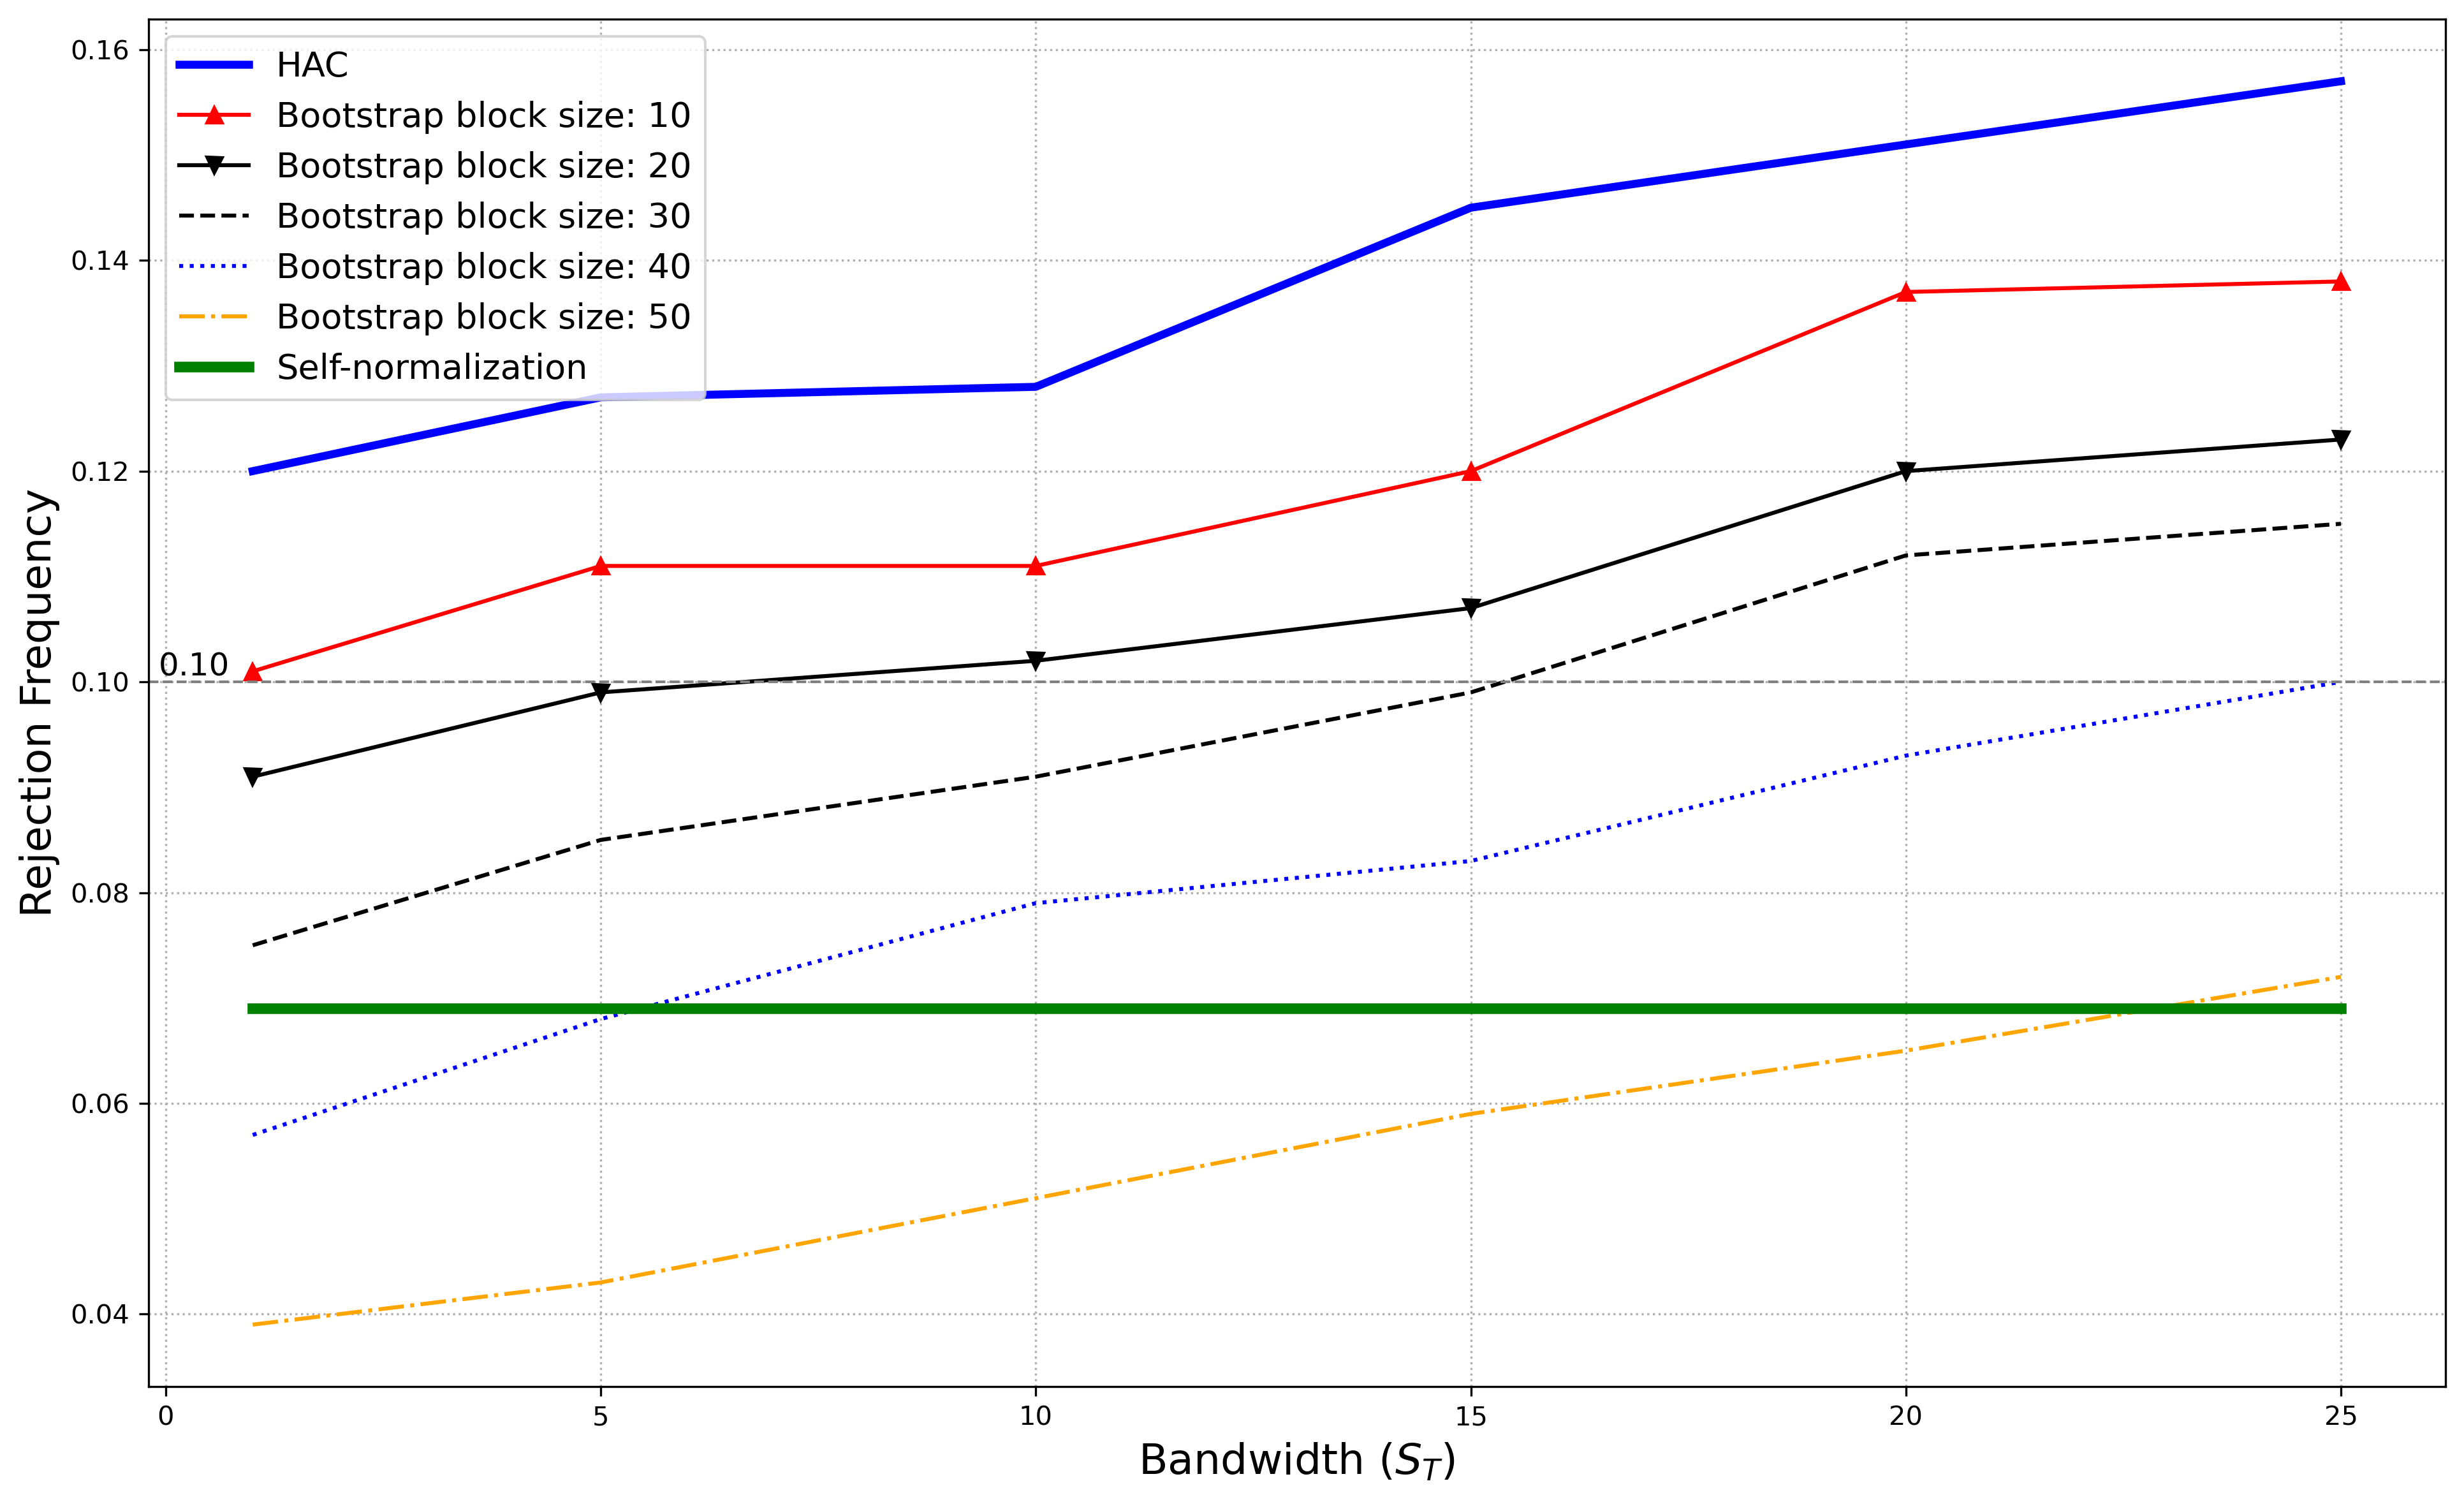 HAC
Bootstrap block size: 10
Bootstrap block size: 20
Bootstrap block size: 30
Bootstrap block size: 40
Bootstrap block size: 50
Self-normalization
0.16
0.14
0.12
0.10
0.08
0.06
0.04
0.10
Rejection Frequency
0 5 10 15 20 25
Bandwidth (S_T)